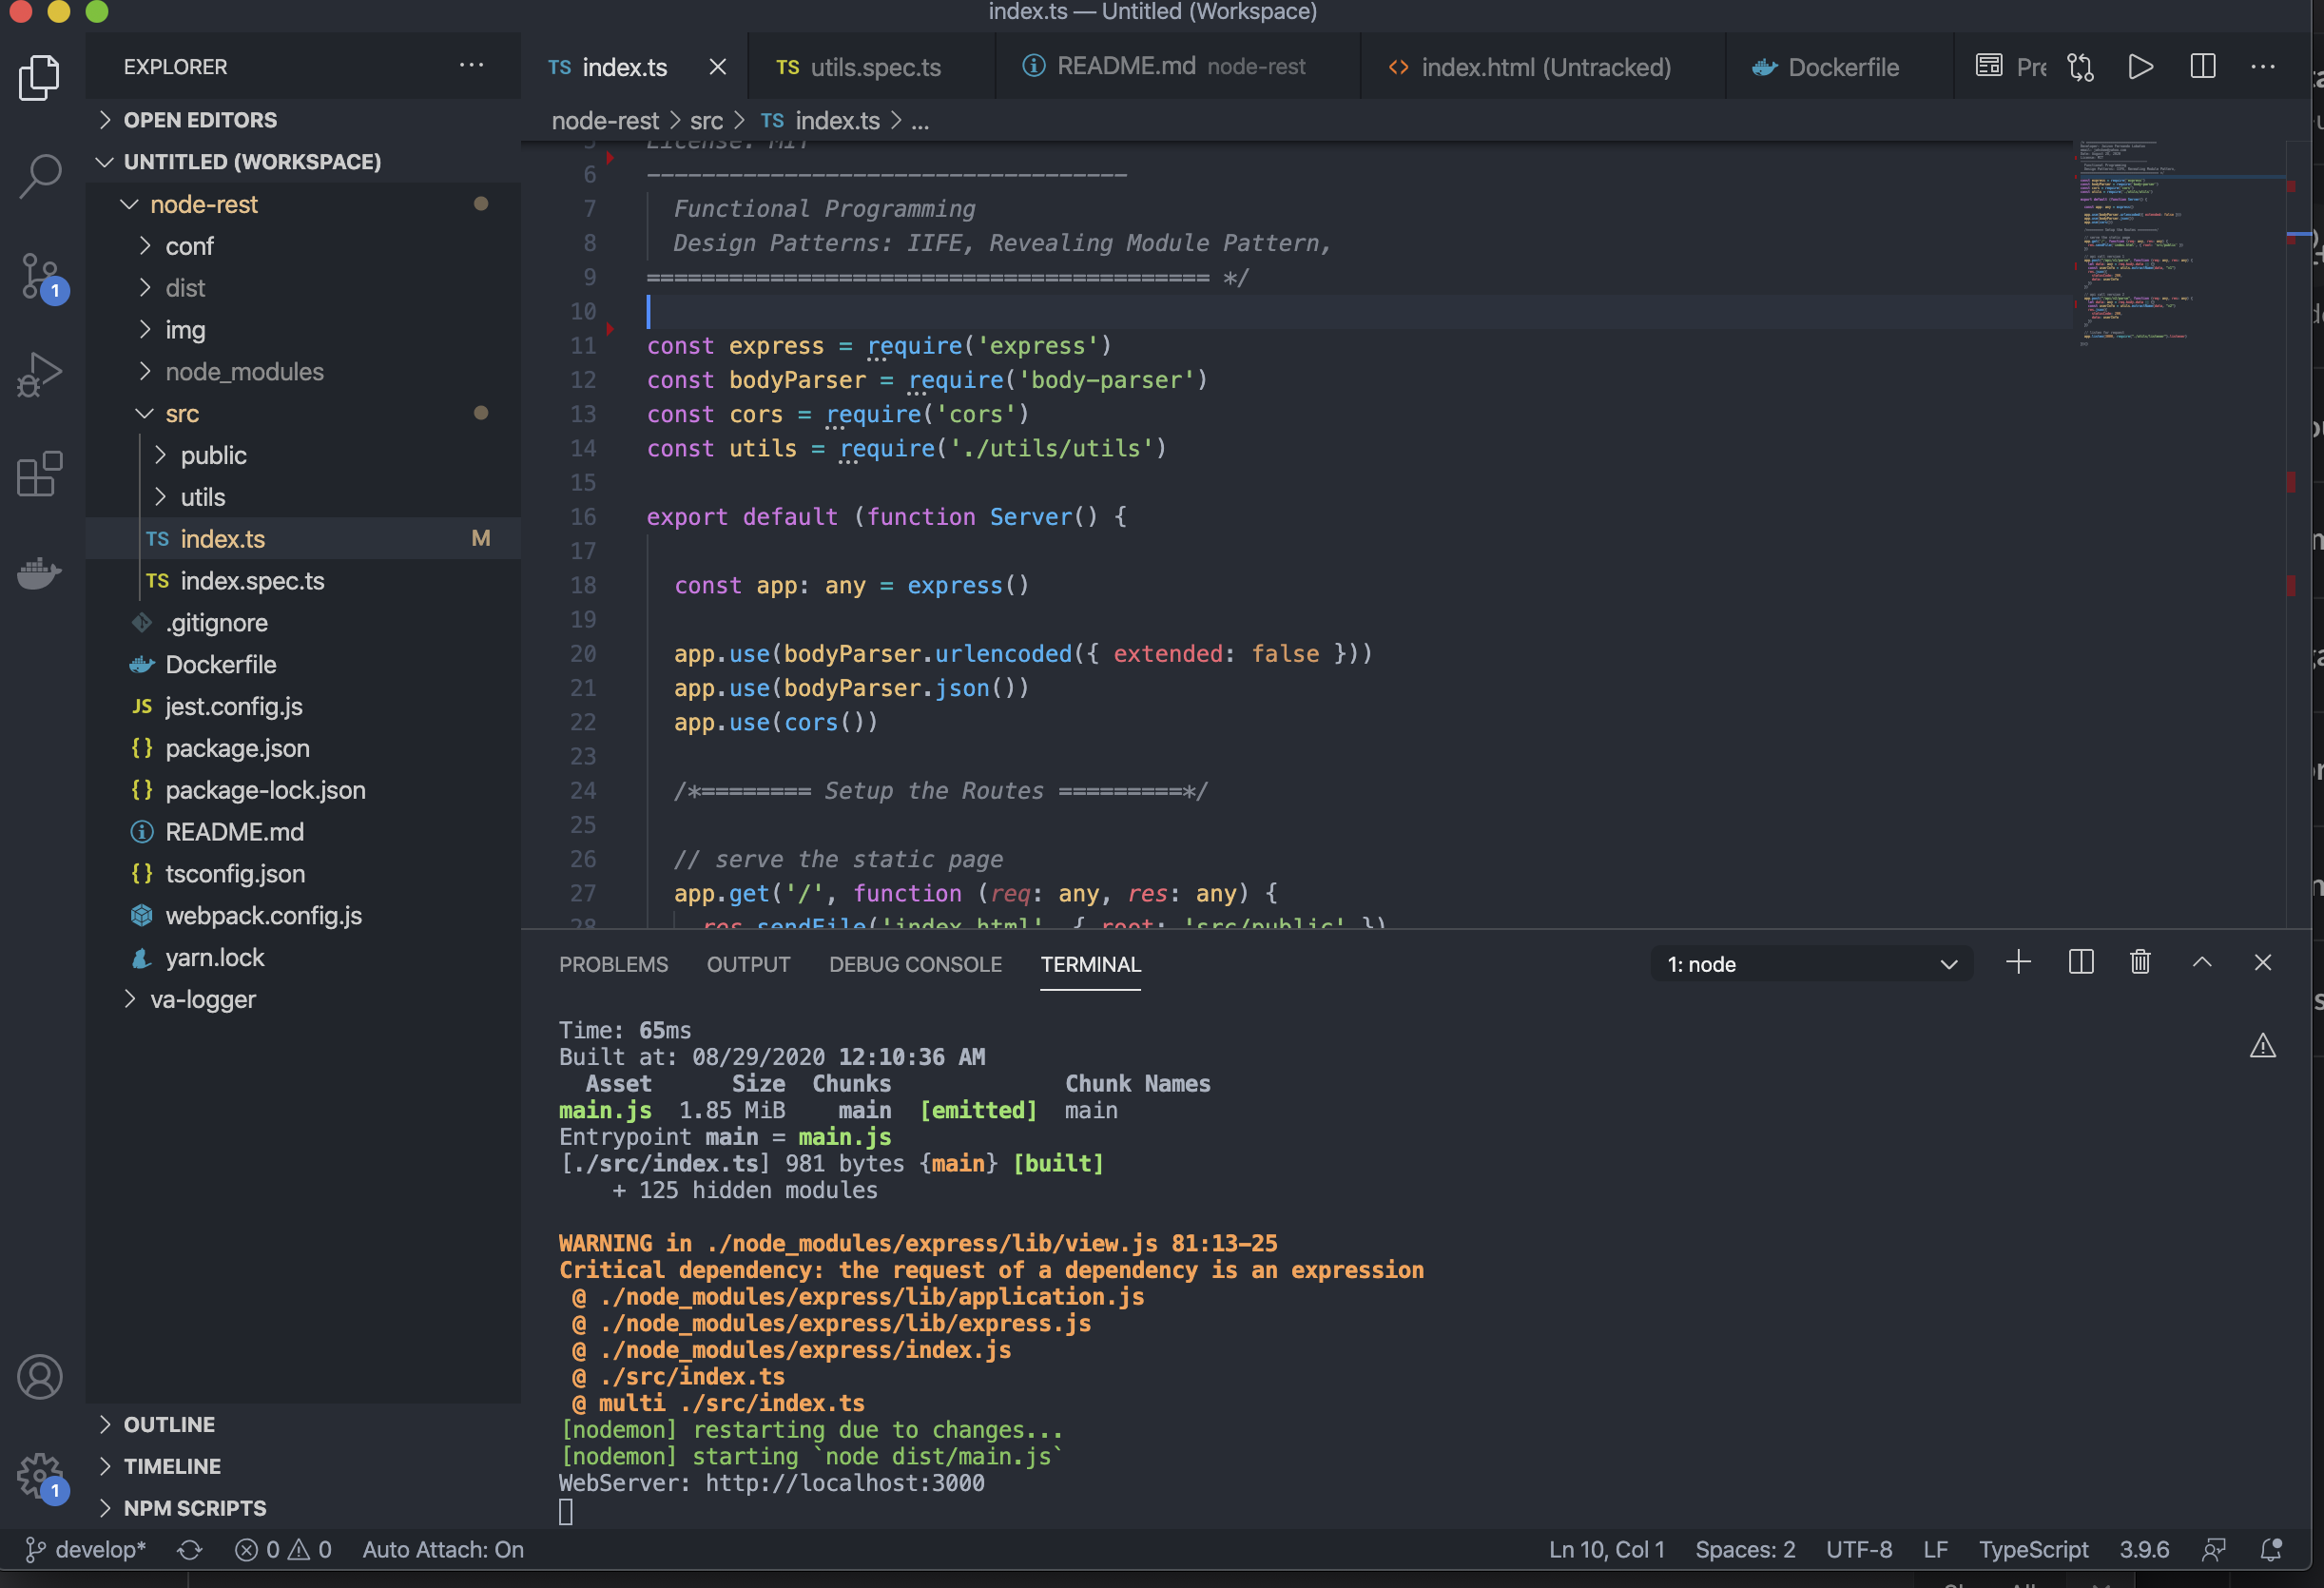 index.ts — Untitled (Workspace)
EXPLORER
OPEN EDITORS
UNTITLED (WORKSPACE)
node-rest
conf
dist
img
node_modules
src
public
utils
TS index.ts M
TS index.spec.ts
.gitignore
Dockerfile
JS jest.config.js
{} package.json
{} package-lock.json
README.md
{} tsconfig.json
webpack.config.js
yarn.lock
va-logger
OUTLINE
TIMELINE
NPM SCRIPTS
1
1
TS index.ts
TS utils.spec.ts
README.md node-rest
<> index.html (Untracked)
Dockerfile
Pre
node-rest > src > TS index.ts > ...
5 License: MIT
6 -----------------------------------
7 Functional Programming
8 Design Patterns: IIFE, Revealing Module Pattern,
9 ========================================= */
10
11 const express = require('express')
12 const bodyParser = require('body-parser')
13 const cors = require('cors')
14 const utils = require('./utils/utils')
15
16 export default (function Server() {
17
18 const app: any = express()
19
20 app.use(bodyParser.urlencoded({ extended: false }))
21 app.use(bodyParser.json())
22 app.use(cors())
23
24 /*======== Setup the Routes =========*/
25
26 // serve the static page
27 app.get('/', function (req: any, res: any) {
28 res.sendFile('index.html', { root: 'src/public' })
PROBLEMS OUTPUT DEBUG CONSOLE TERMINAL
1: node
Time: 65ms
Built at: 08/29/2020 12:10:36 AM
Asset Size Chunks Chunk Names
main.js 1.85 MiB main [emitted] main
Entrypoint main = main.js
[./src/index.ts] 981 bytes {main} [built]
+ 125 hidden modules
WARNING in ./node_modules/express/lib/view.js 81:13-25
Critical dependency: the request of a dependency is an expression
@ ./node_modules/express/lib/application.js
@ ./node_modules/express/lib/express.js
@ ./node_modules/express/index.js
@ ./src/index.ts
@ multi ./src/index.ts
[nodemon] restarting due to changes...
[nodemon] starting `node dist/main.js`
WebServer: http://localhost:3000
develop* 0 0 Auto Attach: On
Ln 10, Col 1 Spaces: 2 UTF-8 LF TypeScript 3.9.6